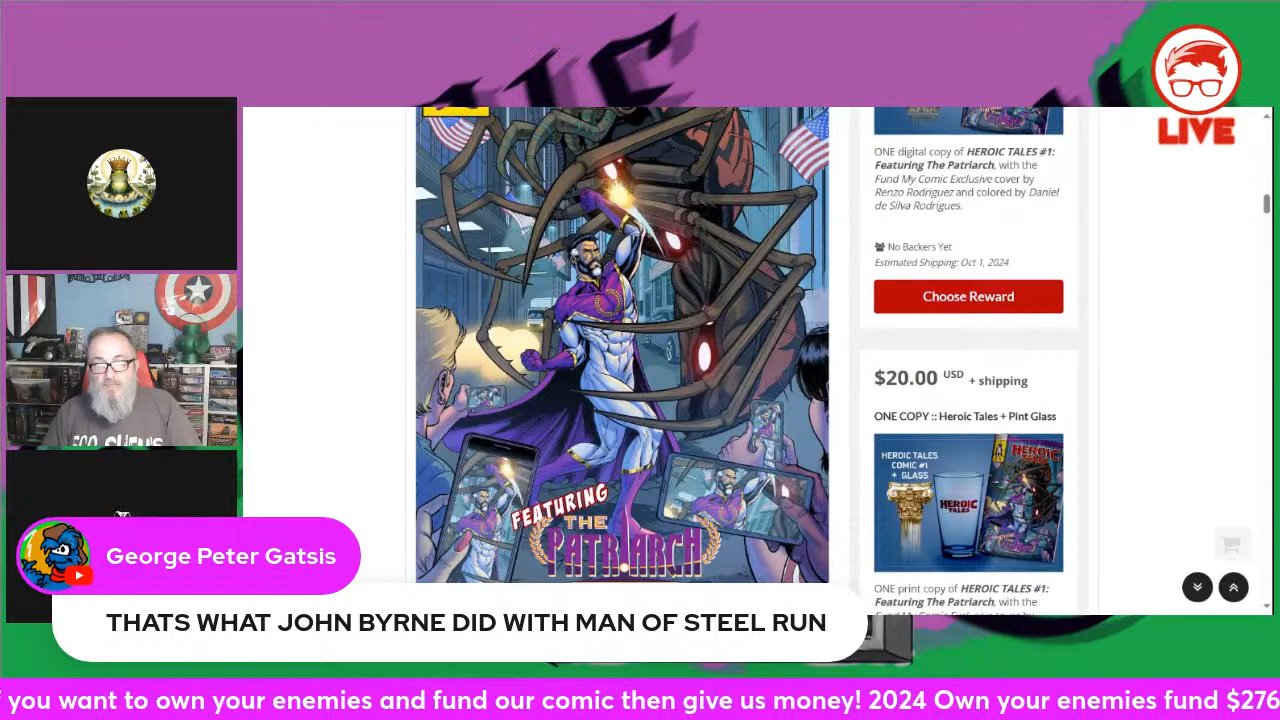 LIVE
FEATURING
THE
PATRIARCH
ONE digital copy of HEROIC TALES #1:
Featuring The Patriarch, with the
Fund My Comic Exclusive cover by
Renzo Rodriguez and colored by Daniel
de Silva Rodrigues.
No Backers Yet
Estimated Shipping: Oct 1, 2024
Choose Reward
$20.00 USD + shipping
ONE COPY :: Heroic Tales + Pint Glass
HEROIC TALES
COMIC #1
+ GLASS
HEROIC
TALES
HEROIC
TALES
ONE print copy of HEROIC TALES #1:
Featuring The Patriarch, with the
George Peter Gatsis
THATS WHAT JOHN BYRNE DID WITH MAN OF STEEL RUN
f you want to own your enemies and fund our comic then give us money! 2024 Own your enemies fund $276